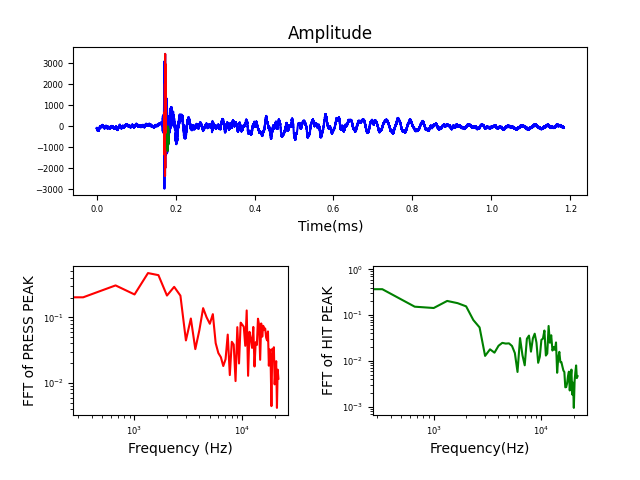 Amplitude
3000
2000
1000
0
−1000
−2000
−3000
0.0 0.2 0.4 0.6 0.8 1.0 1.2
Time(ms)
FFT of PRESS PEAK
10⁻¹
10⁻²
10³ 10⁴
Frequency (Hz)
FFT of HIT PEAK
10⁰
10⁻¹
10⁻²
10⁻³
10³ 10⁴
Frequency(Hz)